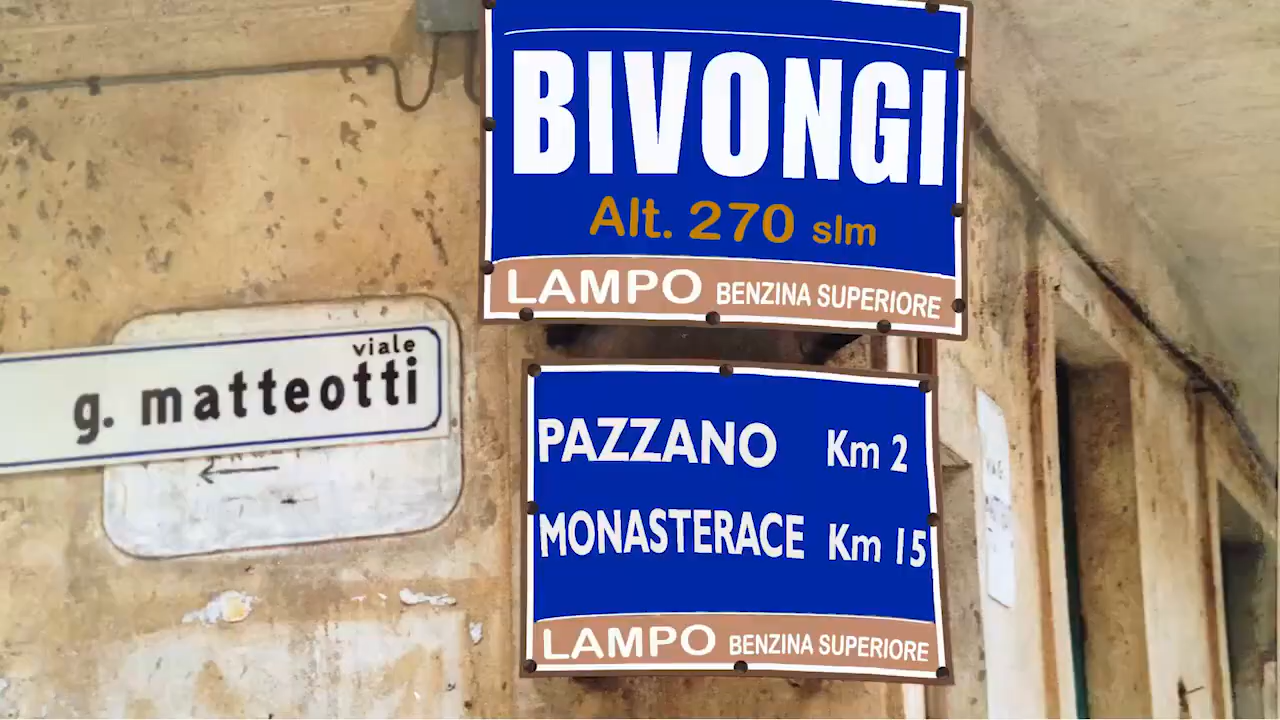 BIVONGI
Alt. 270 slm
LAMPO BENZINA SUPERIORE
viale
g. matteotti
PAZZANO Km 2
MONASTERACE Km 15
LAMPO BENZINA SUPERIORE